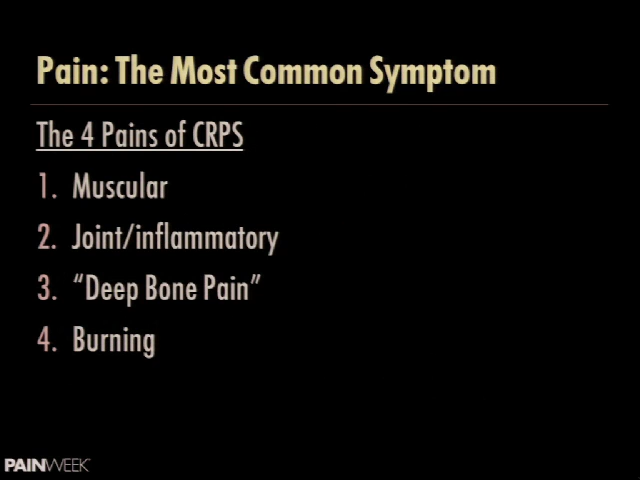 Pain: The Most Common Symptom
The 4 Pains of CRPS
1. Muscular
2. Joint/inflammatory
3. “Deep Bone Pain”
4. Burning
PAINWEEK